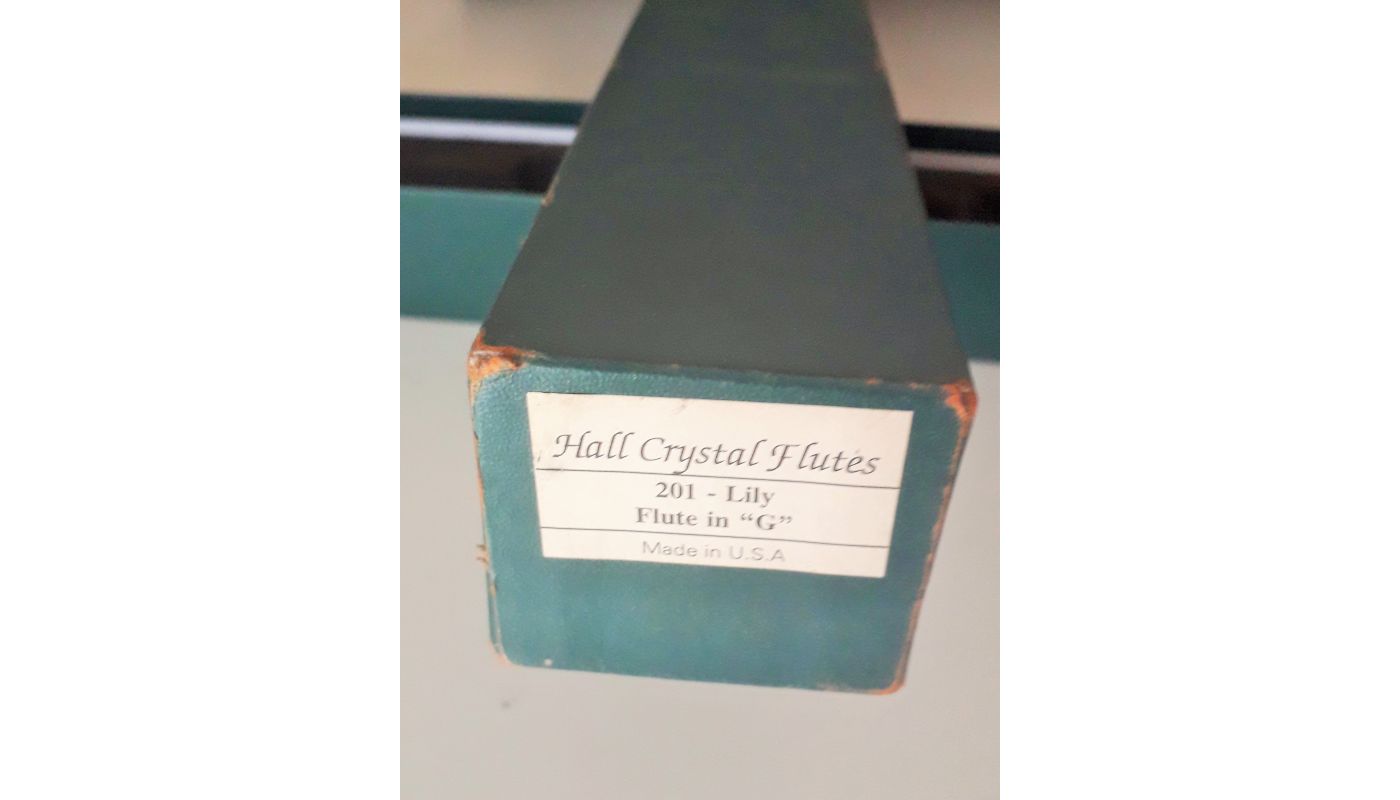 Hall Crystal Flutes
201 - Lily
Flute in “G”
Made in U.S.A